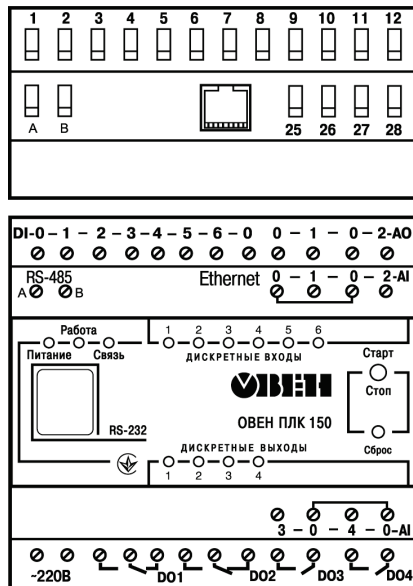 1 2 3 4 5 6 7 8 9 10 11 12
A B 25 26 27 28
DI-0 - 1 - 2 - 3 - 4 - 5 - 6 - 0 0 - 1 - 0 - 2-AO
RS-485 Ethernet 0 - 1 - 0 - 2-AI
A B
Работа
Питание Связь
1 2 3 4 5 6
ДИСКРЕТНЫЕ ВХОДЫ
Старт
Стоп
ОВЕН
ОВЕН ПЛК 150
RS-232
ДИСКРЕТНЫЕ ВЫХОДЫ
Сброс
1 2 3 4
3 - 0 - 4 - 0-AI
~220В DO1 DO2 DO3 DO4